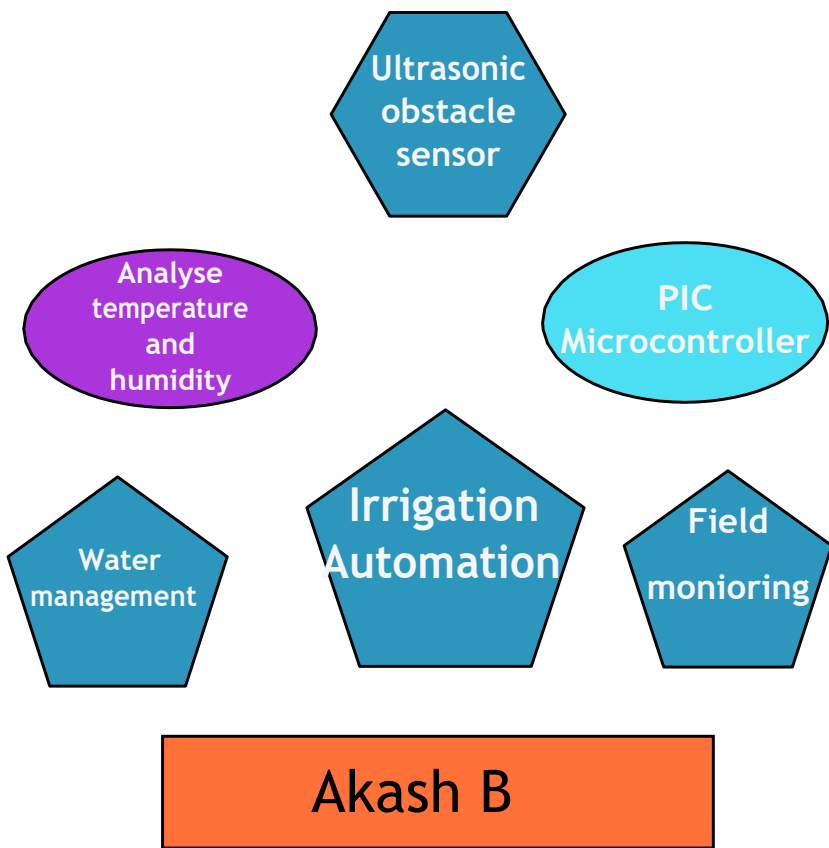 Ultrasonic
obstacle
sensor
Analyse
temperature
and
humidity
PIC
Microcontroller
Irrigation
Automation
Water
management
Field
monioring
Akash B